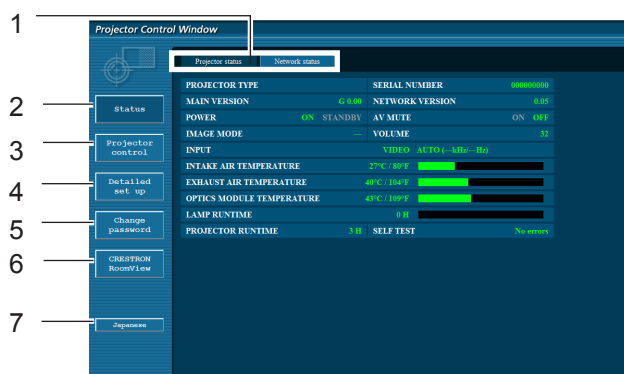 1
Projector Control Window
Projector status Network status
PROJECTOR TYPE SERIAL NUMBER 000000000
2
Status
MAIN VERSION G 0.00 NETWORK VERSION 0.05
POWER ON STANDBY AV MUTE ON OFF
IMAGE MODE --- VOLUME 32
3
Projector
control
INPUT VIDEO AUTO (---kHz/---Hz)
INTAKE AIR TEMPERATURE 27°C / 80°F
4
Detailed
set up
EXHAUST AIR TEMPERATURE 40°C / 104°F
OPTICS MODULE TEMPERATURE 43°C / 109°F
LAMP RUNTIME 0 H
5
Change
password
PROJECTOR RUNTIME 3 H SELF TEST No errors
6
CRESTRON
RoomView
7
Japanese